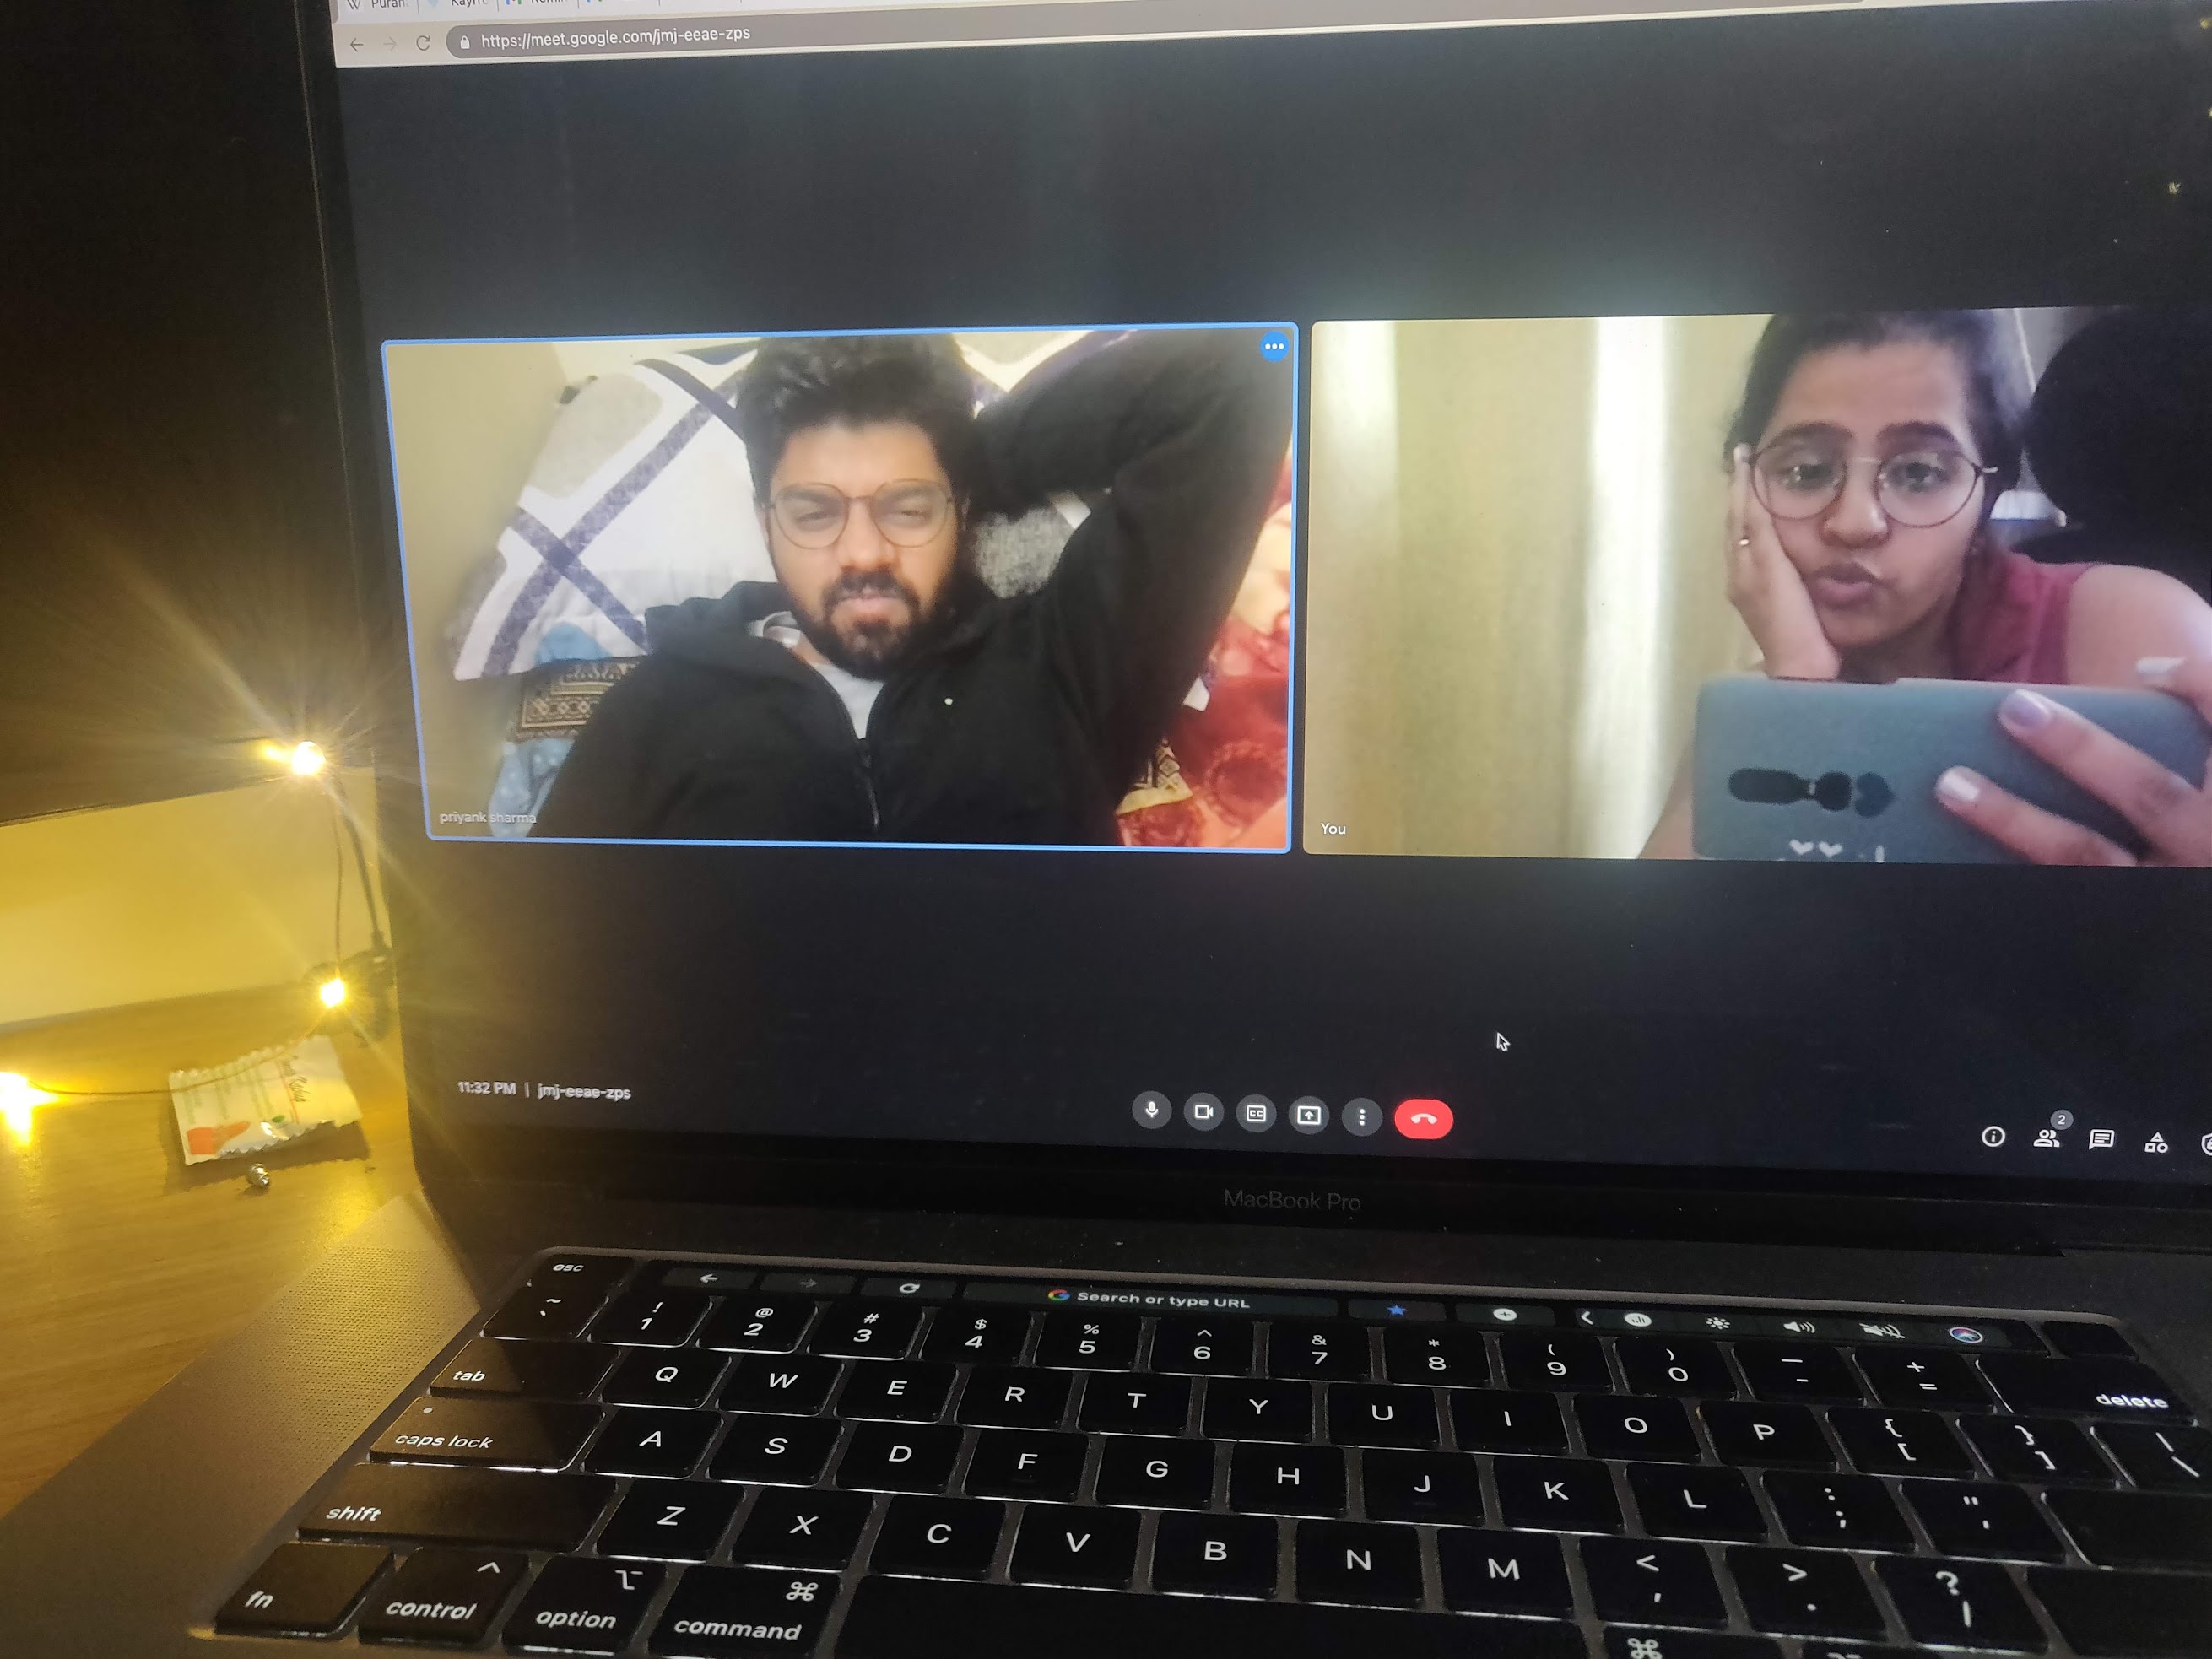 https://meet.google.com/jmj-eeae-zps
priyank sharma
You
11:32 PM | jmj-eeae-zps
CC
2
MacBook Pro
esc
Search or type URL
~ ! @ # $ % ^ & * ( ) — +
` 1 2 3 4 5 6 7 8 9 0 - =
delete
tab Q W E R T Y U I O P { [ } ] | \
caps lock A S D F G H J K L : ; " '
shift Z X C V B N M < , > . ? /
fn control option command